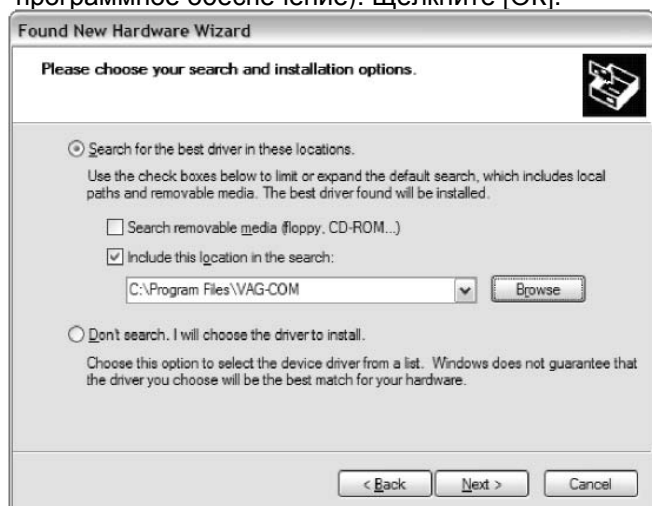 программное обеспечение). Щелкните [OK].
Found New Hardware Wizard
Please choose your search and installation options.
Search for the best driver in these locations.
Use the check boxes below to limit or expand the default search, which includes local
paths and removable media. The best driver found will be installed.
Search removable media (floppy, CD-ROM...)
Include this location in the search:
C:\Program Files\VAG-COM
Browse
Don't search. I will choose the driver to install.
Choose this option to select the device driver from a list. Windows does not guarantee that
the driver you choose will be the best match for your hardware.
< Back Next > Cancel